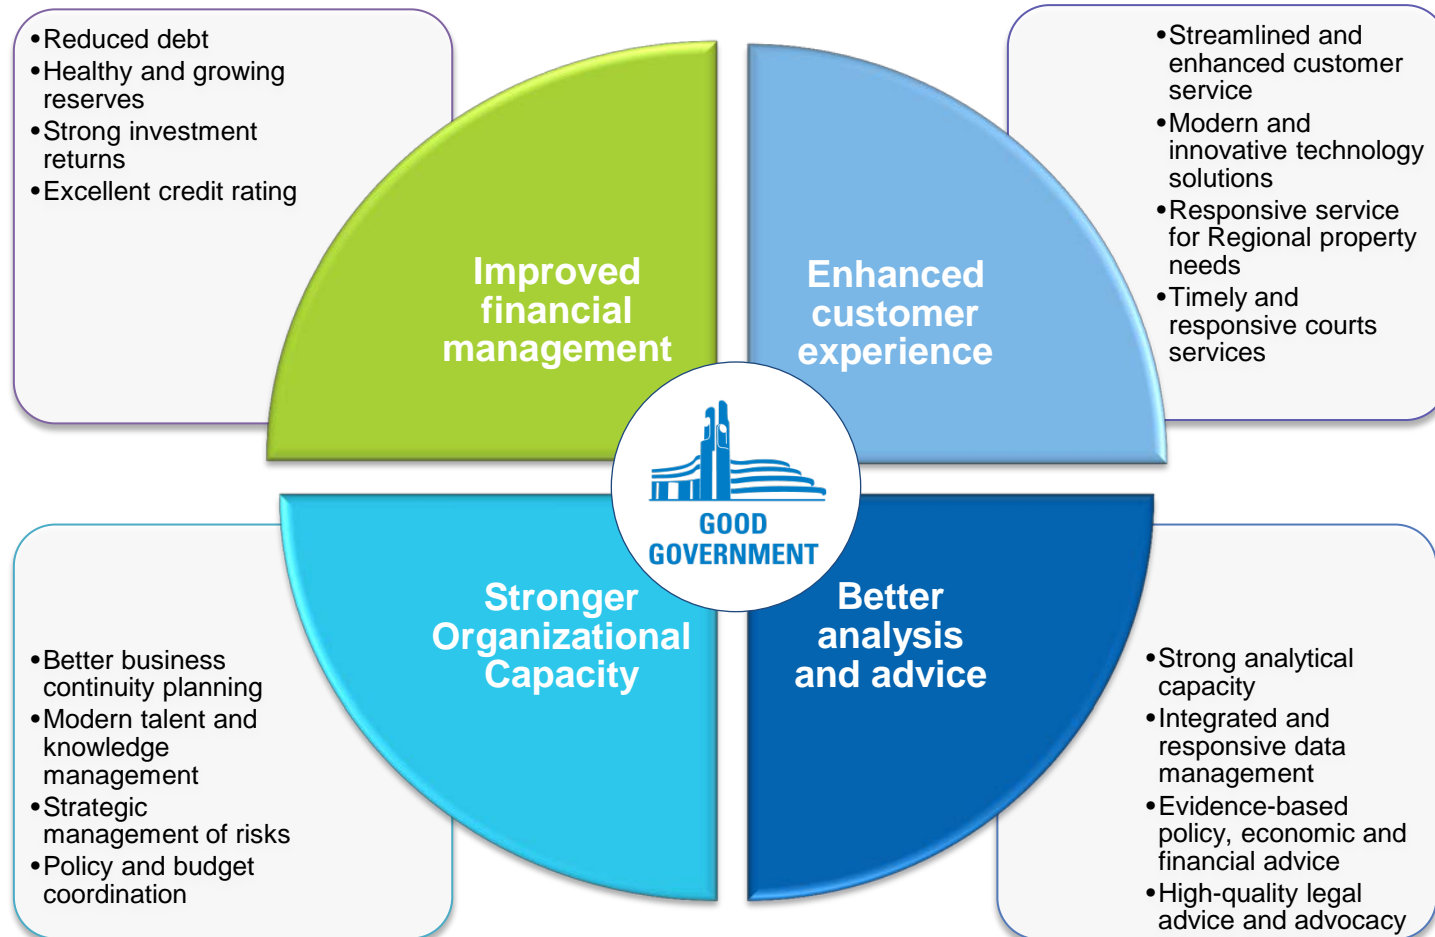 •Reduced debt
•Healthy and growing
reserves
•Strong investment
returns
•Excellent credit rating
Improved
financial
management
•Streamlined and
enhanced customer
service
•Modern and
innovative technology
solutions
•Responsive service
for Regional property
needs
•Timely and
responsive courts
services
Enhanced
customer
experience
GOOD
GOVERNMENT
•Better business
continuity planning
•Modern talent and
knowledge
management
•Strategic
management of risks
•Policy and budget
coordination
Stronger
Organizational
Capacity
Better
analysis
and advice
•Strong analytical
capacity
•Integrated and
responsive data
management
•Evidence-based
policy, economic and
financial advice
•High-quality legal
advice and advocacy